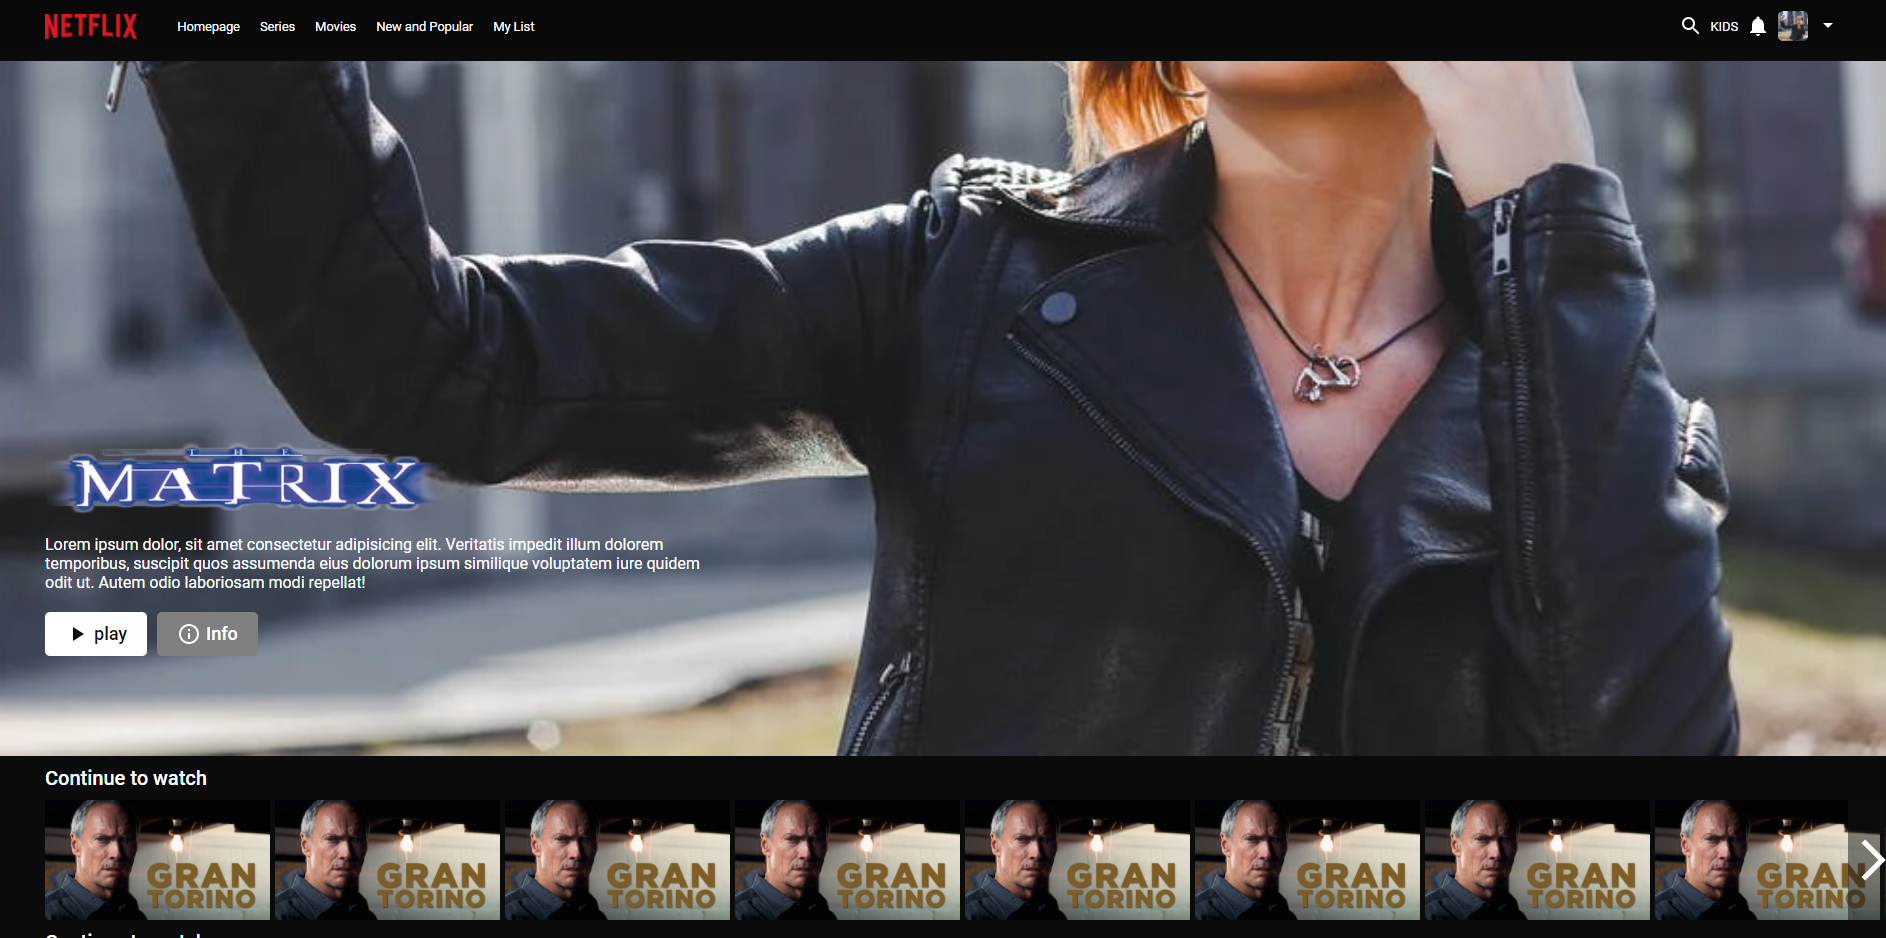 NETFLIX
Homepage
Series
Movies
New and Popular
My List
KIDS
THE
MATRIX
Lorem ipsum dolor, sit amet consectetur adipisicing elit. Veritatis impedit illum dolorem
temporibus, suscipit quos assumenda eius dolorum ipsum similique voluptatem iure quidem
odit ut. Autem odio laboriosam modi repellat!
play
Info
Continue to watch
GRAN
TORINO
GRAN
TORINO
GRAN
TORINO
GRAN
TORINO
GRAN
TORINO
GRAN
TORINO
GRAN
TORINO
GRAN
TORINO